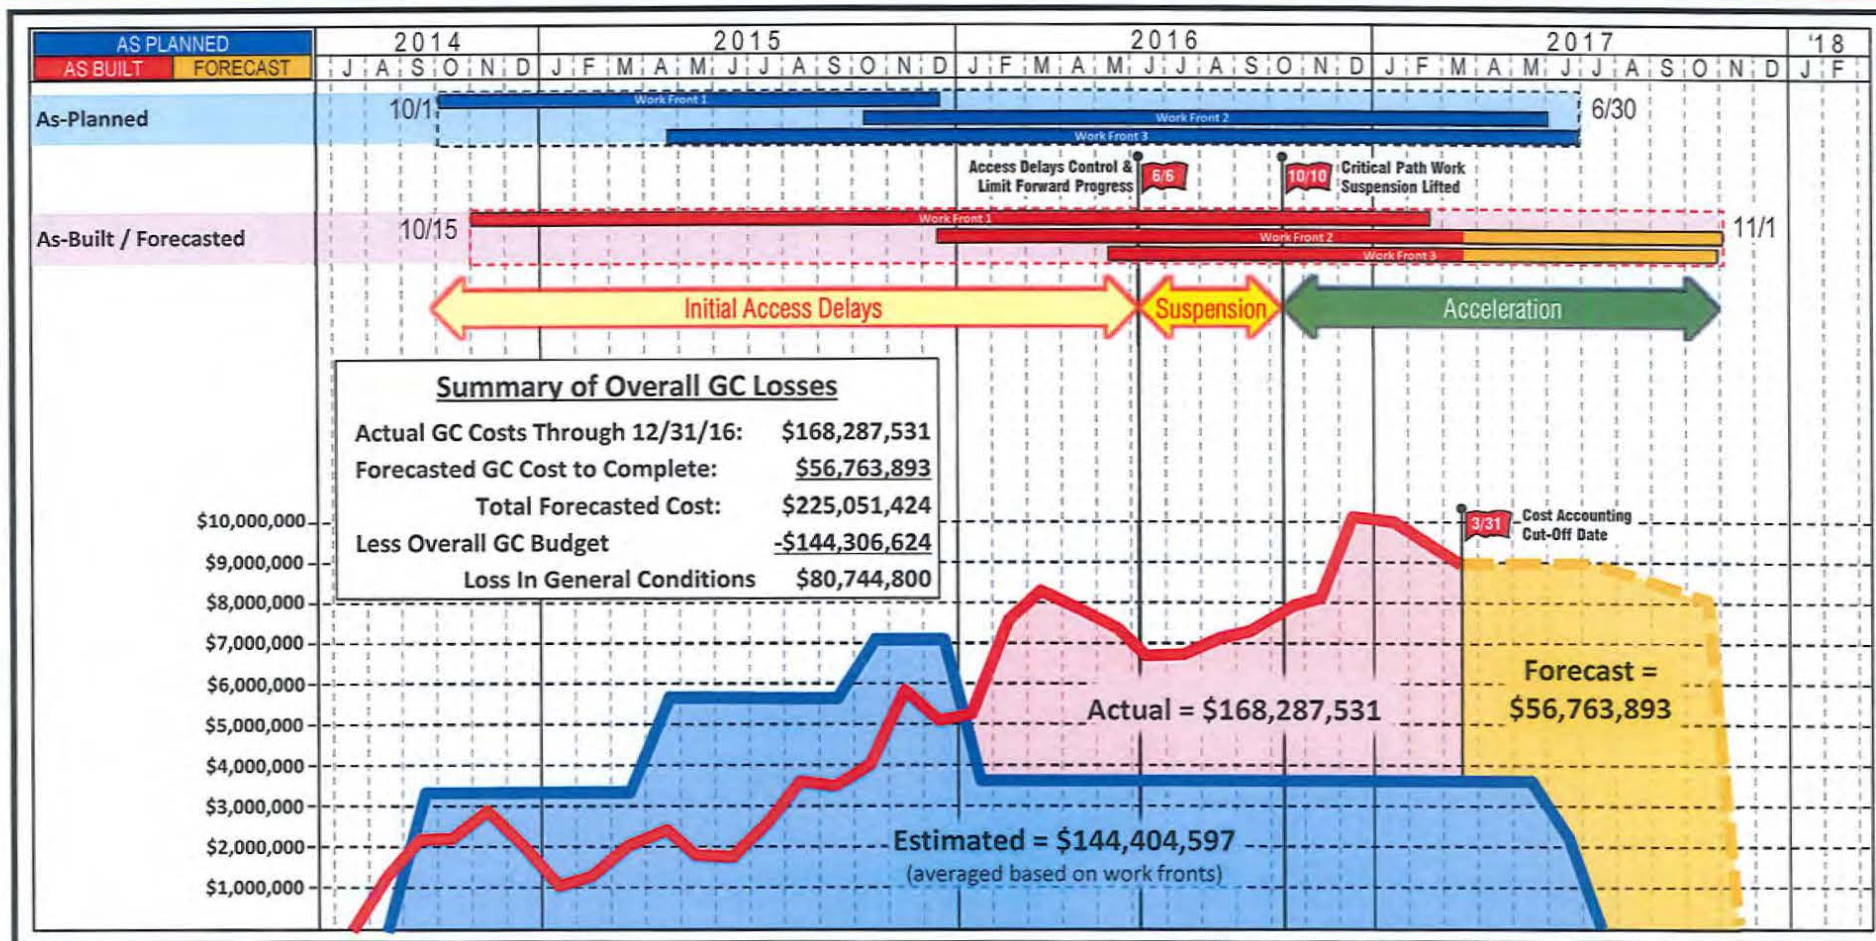 AS PLANNED
AS BUILT FORECAST
2014 2015 2016 2017 '18
J A S O N D J F M A M J J A S O N D J F M A M J J A S O N D J F M A M J J A S O N D J F
As-Planned
10/1
Work Front 1
Work Front 2
Work Front 3
6/30
Access Delays Control &
Limit Forward Progress
6/6
10/10
Critical Path Work
Suspension Lifted
As-Built / Forecasted
10/15
Work Front 1
Work Front 2
Work Front 3
11/1
Initial Access Delays
Suspension
Acceleration
Summary of Overall GC Losses
Actual GC Costs Through 12/31/16: $168,287,531
Forecasted GC Cost to Complete: $56,763,893
Total Forecasted Cost: $225,051,424
Less Overall GC Budget -$144,306,624
Loss In General Conditions $80,744,800
3/31
Cost Accounting
Cut-Off Date
$10,000,000
$9,000,000
$8,000,000
$7,000,000
$6,000,000
$5,000,000
$4,000,000
$3,000,000
$2,000,000
$1,000,000
Forecast =
$56,763,893
Actual = $168,287,531
Estimated = $144,404,597
(averaged based on work fronts)